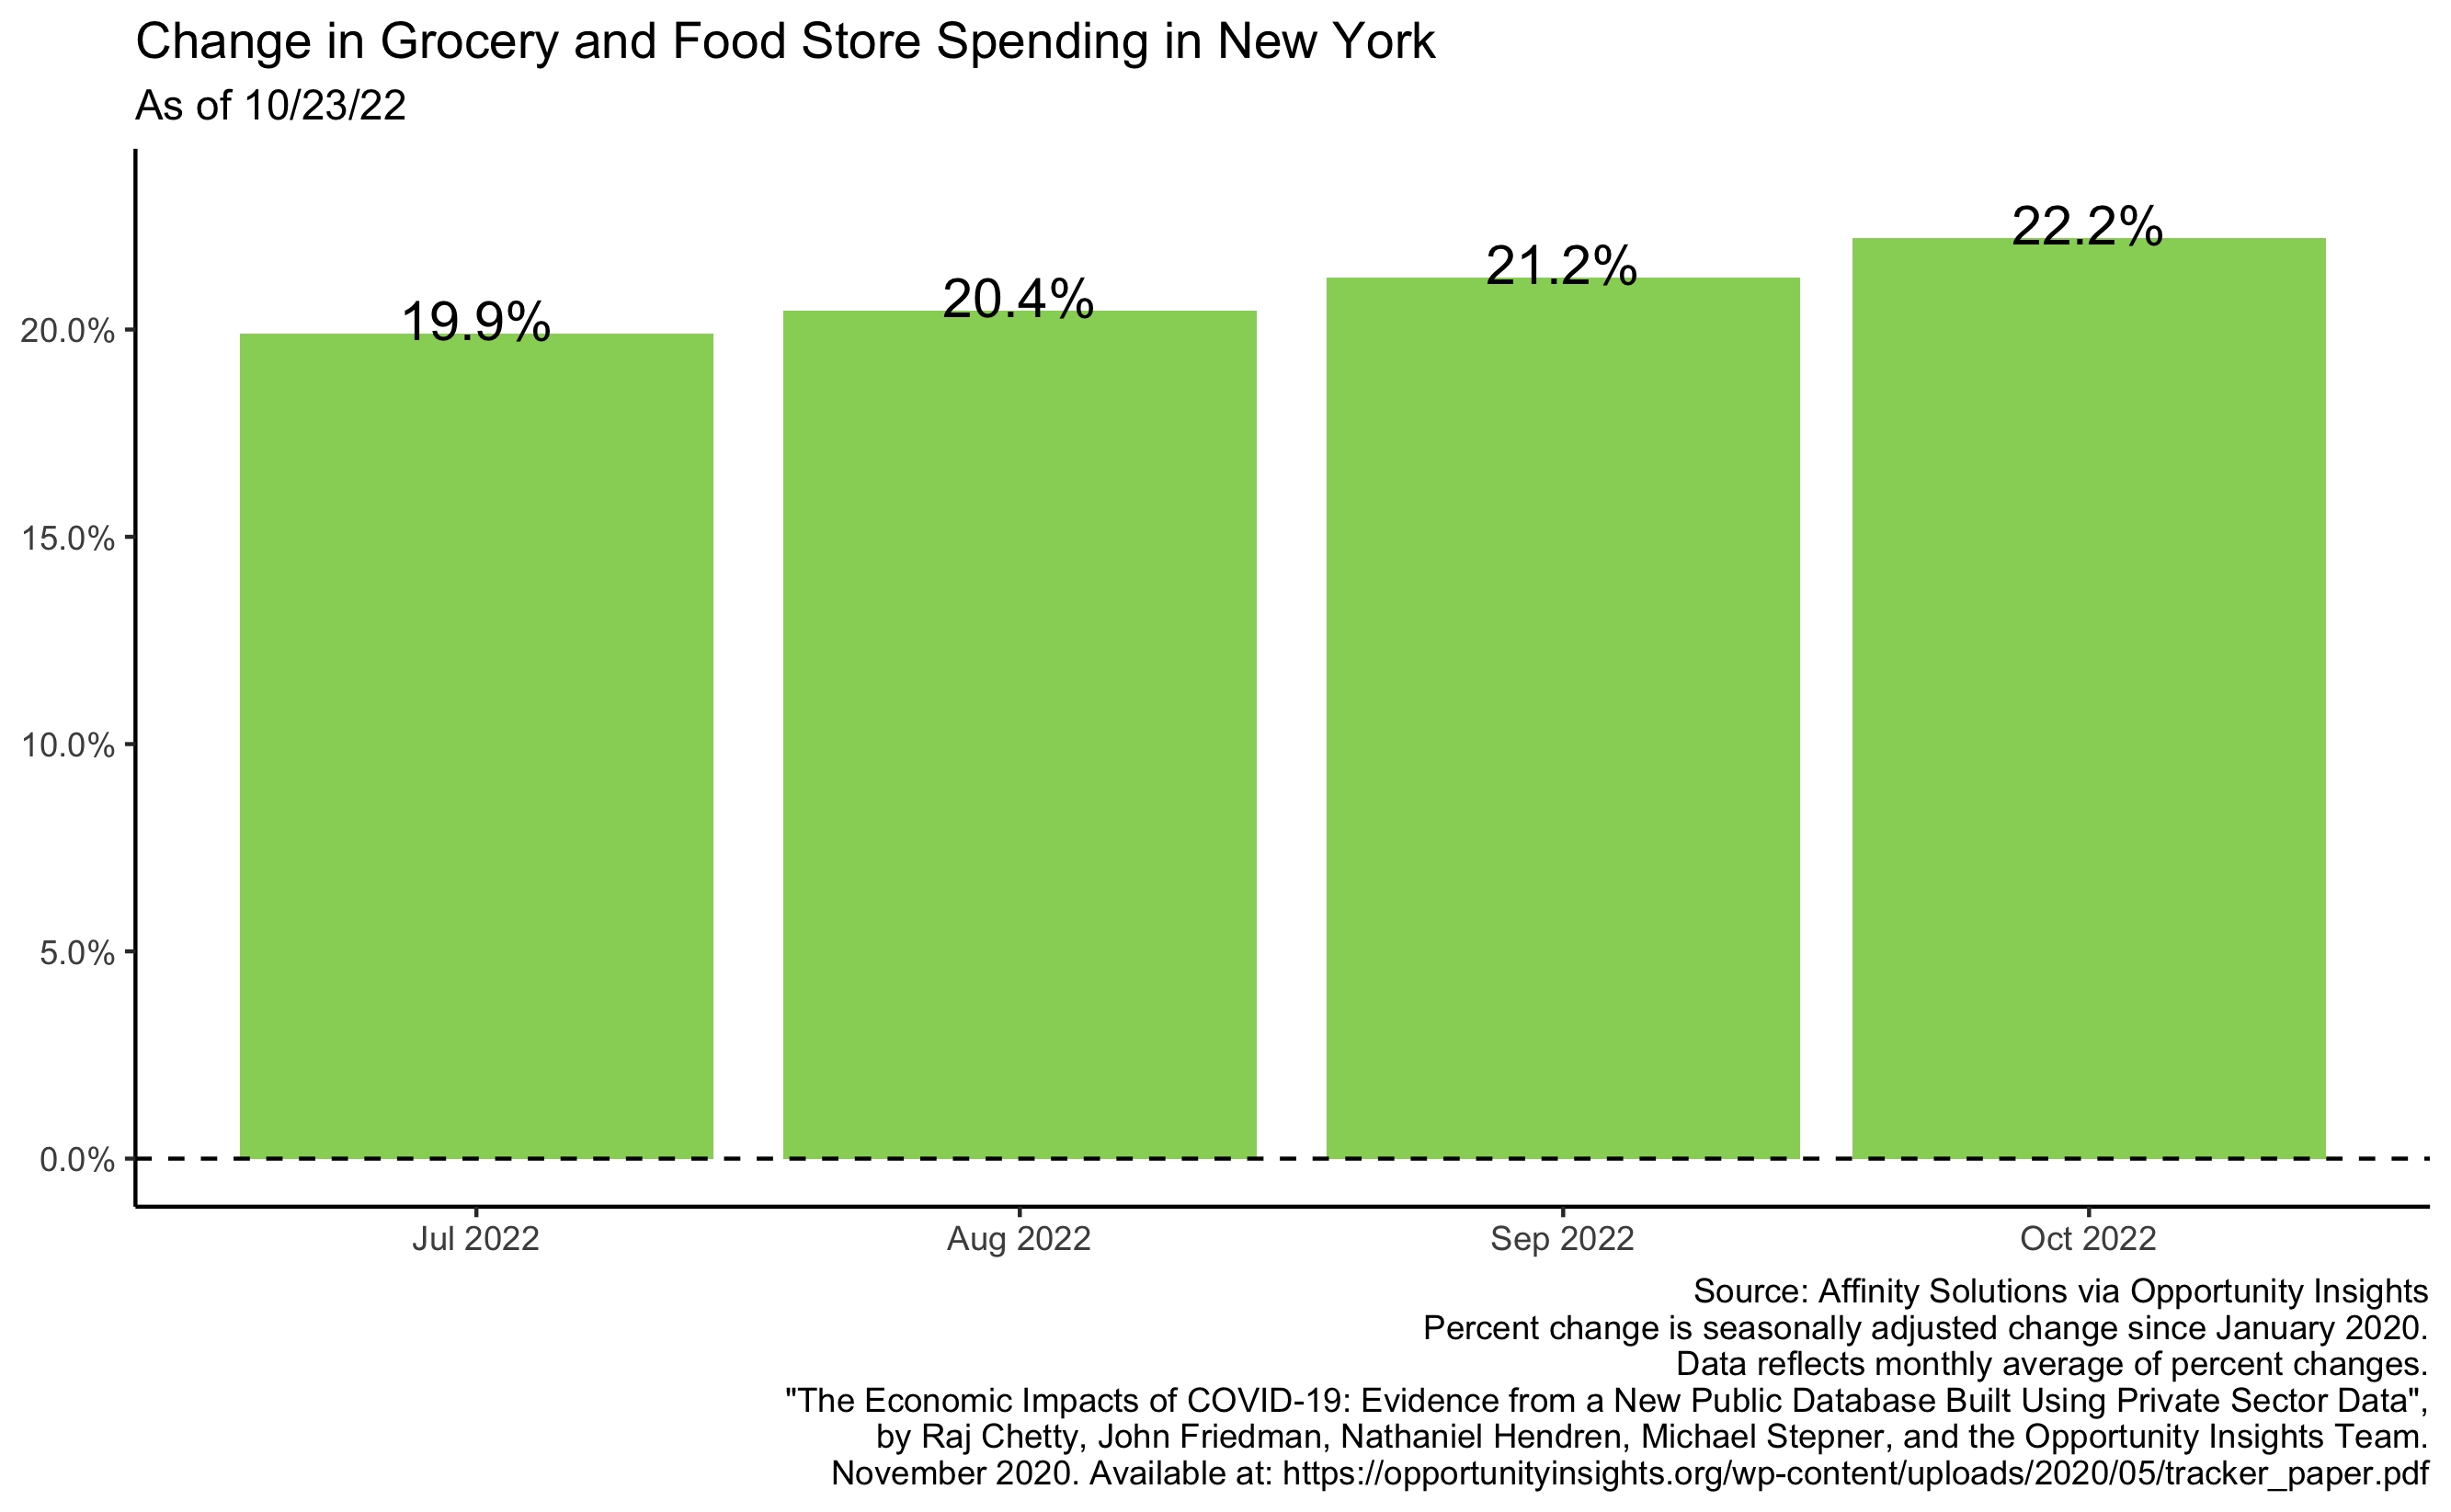 Change in Grocery and Food Store Spending in New York
As of 10/23/22
22.2%
21.2%
20.4%
19.9%
20.0%
15.0%
10.0%
5.0%
0.0%
Jul 2022 Aug 2022 Sep 2022 Oct 2022
Source: Affinity Solutions via Opportunity Insights
Percent change is seasonally adjusted change since January 2020.
Data reflects monthly average of percent changes.
"The Economic Impacts of COVID-19: Evidence from a New Public Database Built Using Private Sector Data",
by Raj Chetty, John Friedman, Nathaniel Hendren, Michael Stepner, and the Opportunity Insights Team.
November 2020. Available at: https://opportunityinsights.org/wp-content/uploads/2020/05/tracker_paper.pdf